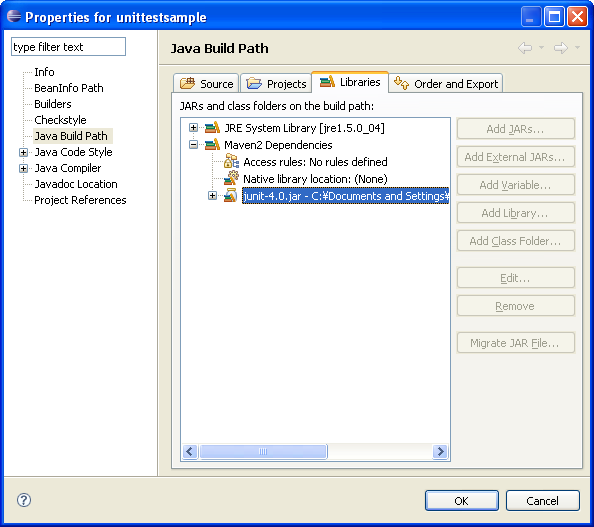 Properties for unittestsample
type filter text
Info
BeanInfo Path
Builders
Checkstyle
Java Build Path
Java Code Style
Java Compiler
Javadoc Location
Project References
Java Build Path
Source
Projects
Libraries
Order and Export
JARs and class folders on the build path:
JRE System Library [jre1.5.0_04]
Maven2 Dependencies
Access rules: No rules defined
Native library location: (None)
junit-4.0.jar - C:¥Documents and Settings¥
Add JARs...
Add External JARs...
Add Variable...
Add Library...
Add Class Folder...
Edit...
Remove
Migrate JAR File...
?
OK
Cancel